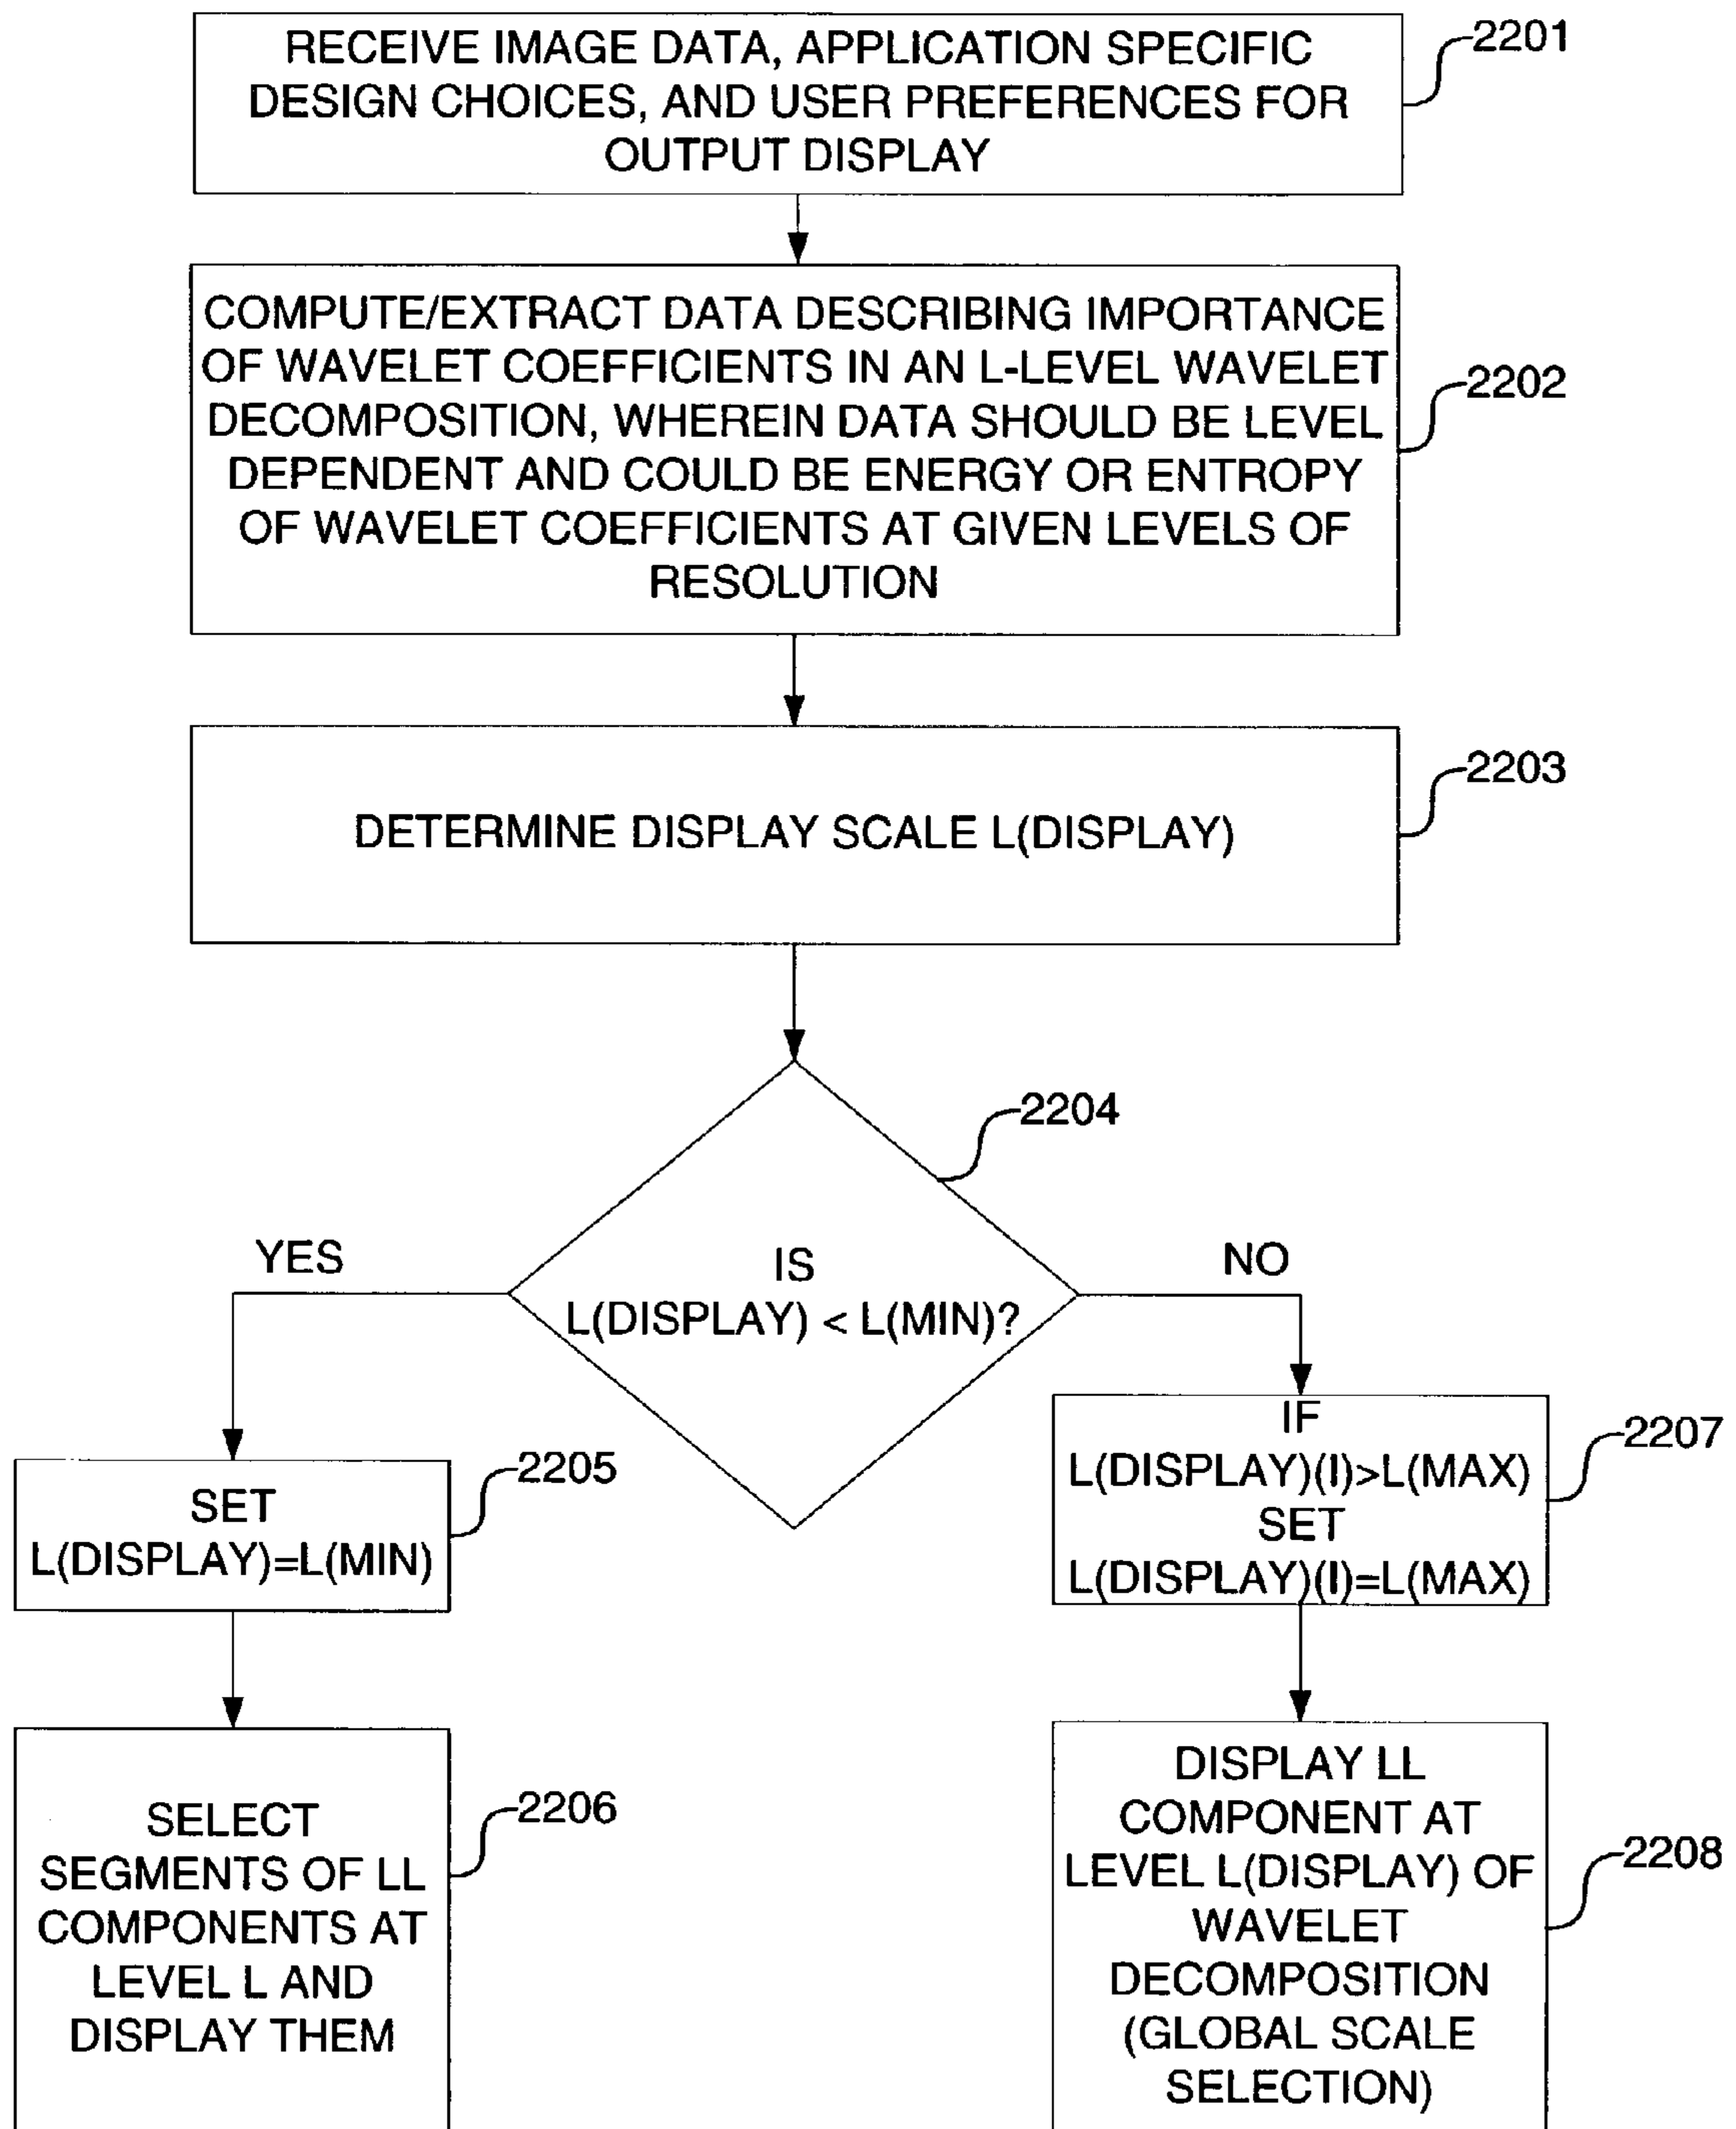 RECEIVE IMAGE DATA, APPLICATION SPECIFIC
DESIGN CHOICES, AND USER PREFERENCES FOR
OUTPUT DISPLAY
2201
COMPUTE/EXTRACT DATA DESCRIBING IMPORTANCE
OF WAVELET COEFFICIENTS IN AN L-LEVEL WAVELET
DECOMPOSITION, WHEREIN DATA SHOULD BE LEVEL
DEPENDENT AND COULD BE ENERGY OR ENTROPY
OF WAVELET COEFFICIENTS AT GIVEN LEVELS OF
RESOLUTION
2202
DETERMINE DISPLAY SCALE L(DISPLAY)
2203
IS
L(DISPLAY) < L(MIN)?
2204
YES
NO
SET
L(DISPLAY)=L(MIN)
2205
IF
L(DISPLAY)(I)>L(MAX)
SET
L(DISPLAY)(I)=L(MAX)
2207
SELECT
SEGMENTS OF LL
COMPONENTS AT
LEVEL L AND
DISPLAY THEM
2206
DISPLAY LL
COMPONENT AT
LEVEL L(DISPLAY) OF
WAVELET
DECOMPOSITION
(GLOBAL SCALE
SELECTION)
2208